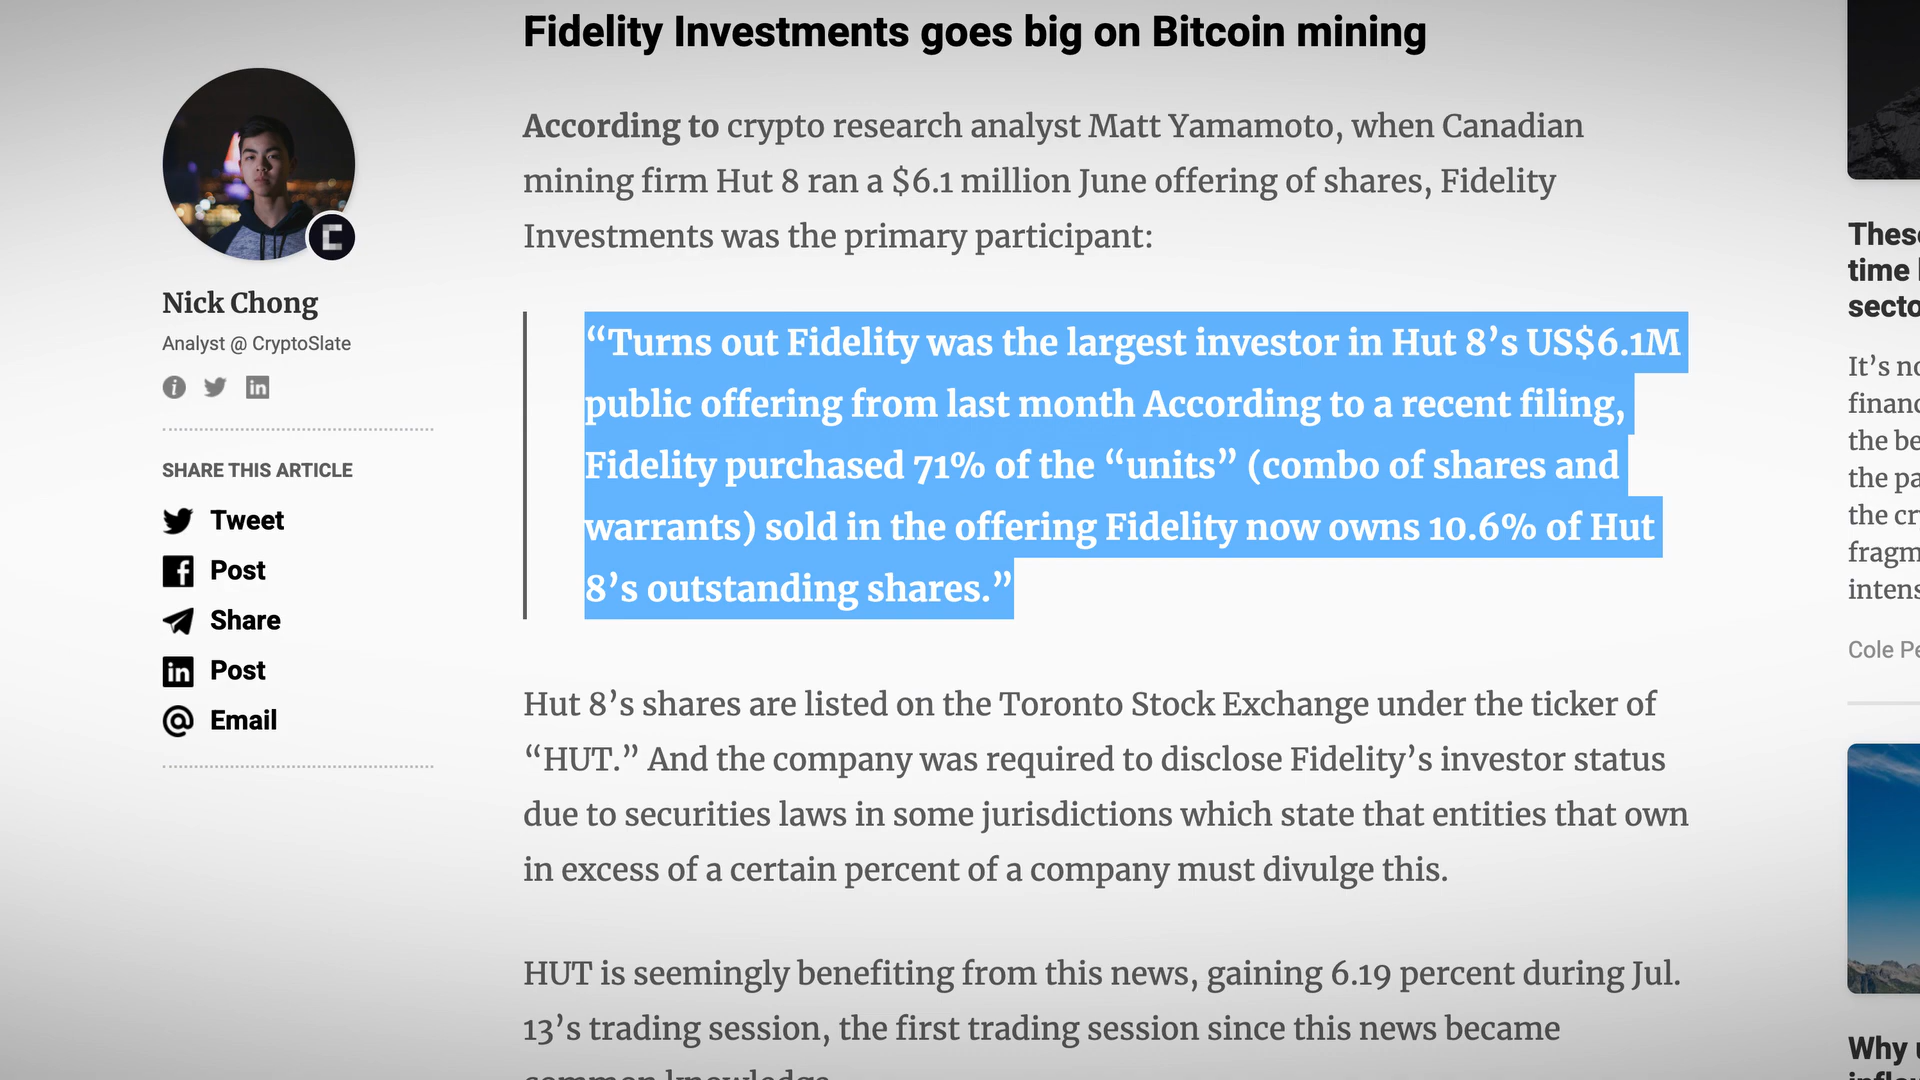 Fidelity Investments goes big on Bitcoin mining
According to crypto research analyst Matt Yamamoto, when Canadian
mining firm Hut 8 ran a $6.1 million June offering of shares, Fidelity
Investments was the primary participant:
“Turns out Fidelity was the largest investor in Hut 8’s US$6.1M
public offering from last month According to a recent filing,
Fidelity purchased 71% of the “units” (combo of shares and
warrants) sold in the offering Fidelity now owns 10.6% of Hut
8’s outstanding shares.”
Hut 8’s shares are listed on the Toronto Stock Exchange under the ticker of
“HUT.” And the company was required to disclose Fidelity’s investor status
due to securities laws in some jurisdictions which state that entities that own
in excess of a certain percent of a company must divulge this.
HUT is seemingly benefiting from this news, gaining 6.19 percent during Jul.
13’s trading session, the first trading session since this news became
common knowledge.
Nick Chong
Analyst @ CryptoSlate
SHARE THIS ARTICLE
Tweet
Post
Share
Post
Email
time
It’s
the
the
the
Cole
Why